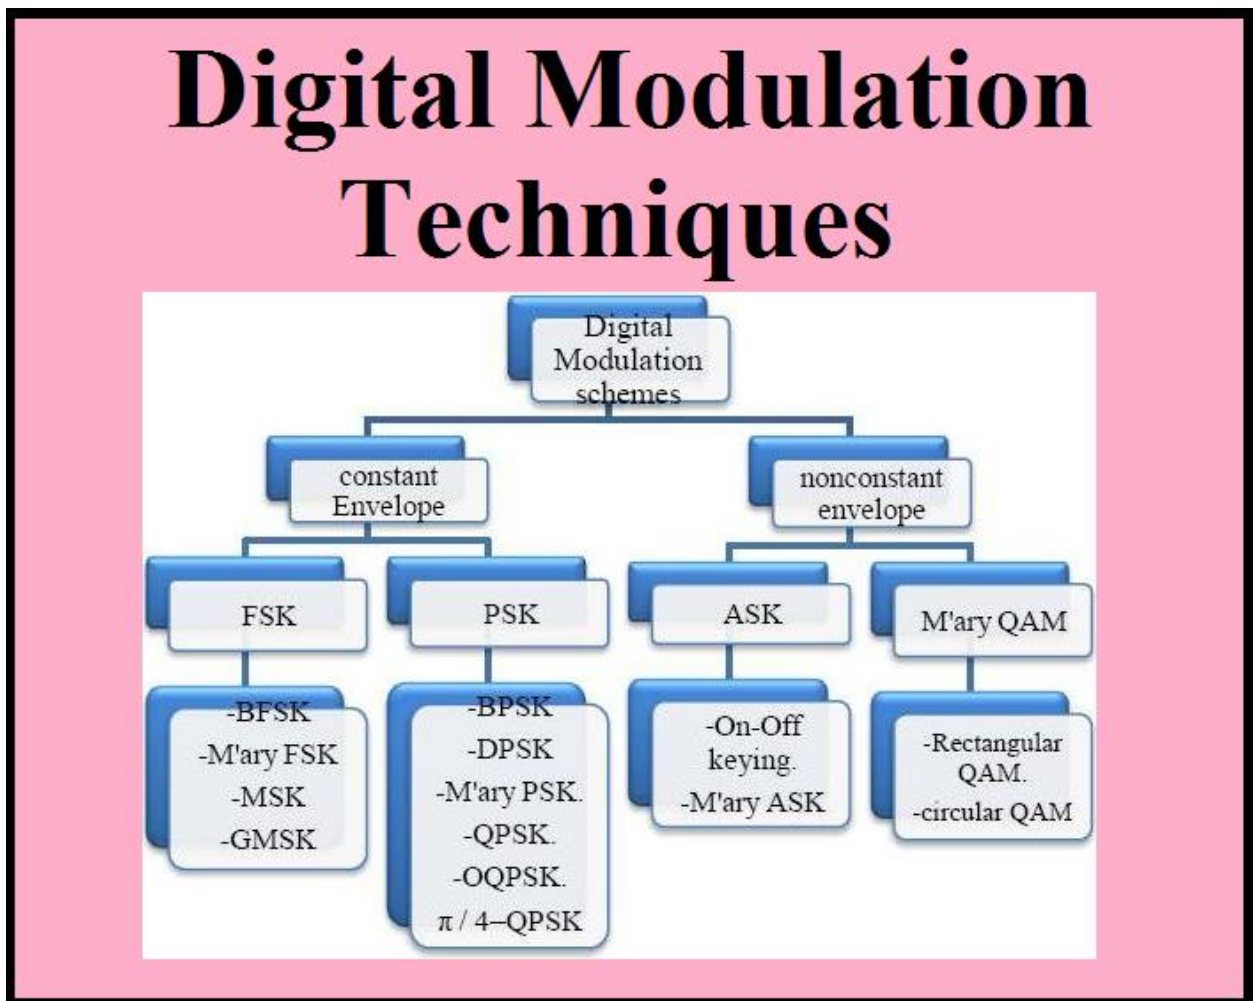 Digital Modulation
Techniques
Digital
Modulation
schemes
constant
Envelope
nonconstant
envelope
FSK
PSK
ASK
M'ary QAM
-BFSK
-M'ary FSK
-MSK
-GMSK
-BPSK
-DPSK
-M'ary PSK.
-QPSK.
-OQPSK.
π / 4–QPSK
-On-Off
keying.
-M'ary ASK
-Rectangular
QAM.
-circular QAM